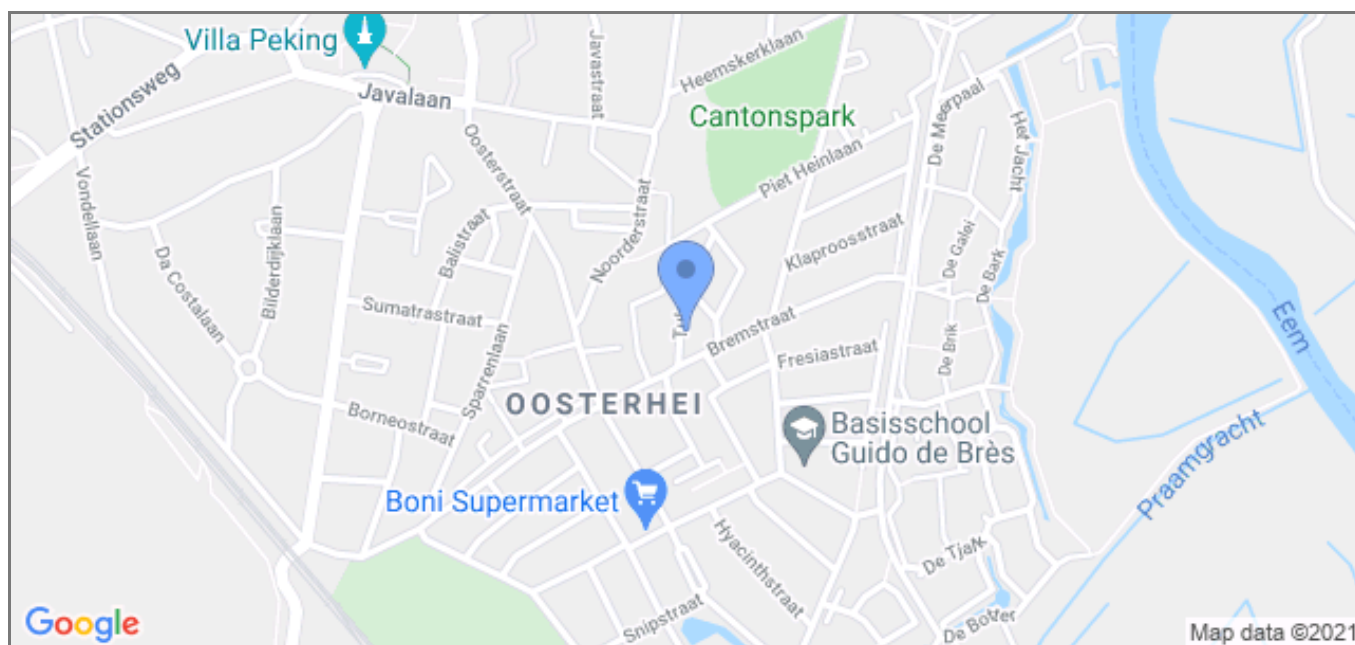 Villa Peking
Stationsweg
Javalaan
Javastraat
Heemskerklaan
Cantonspark
Piet Heinlaan
De Meerpaal
Het Jacht
Vondellaan
Da Costalaan
Bilderdijklaan
Oosterstraat
Balistraat
Noorderstraat
Klaproosstraat
De Galei
De Bark
Sumatrastraat
Sparrenlaan
Bremstraat
Fresiastraat
De Brik
Eem
Borneostraat
OOSTERHEI
Basisschool
Guido de Brès
Praamgracht
Boni Supermarket
Hyacinthstraat
De Tjalk
Snipstraat
De Botter
Google
Map data ©2021